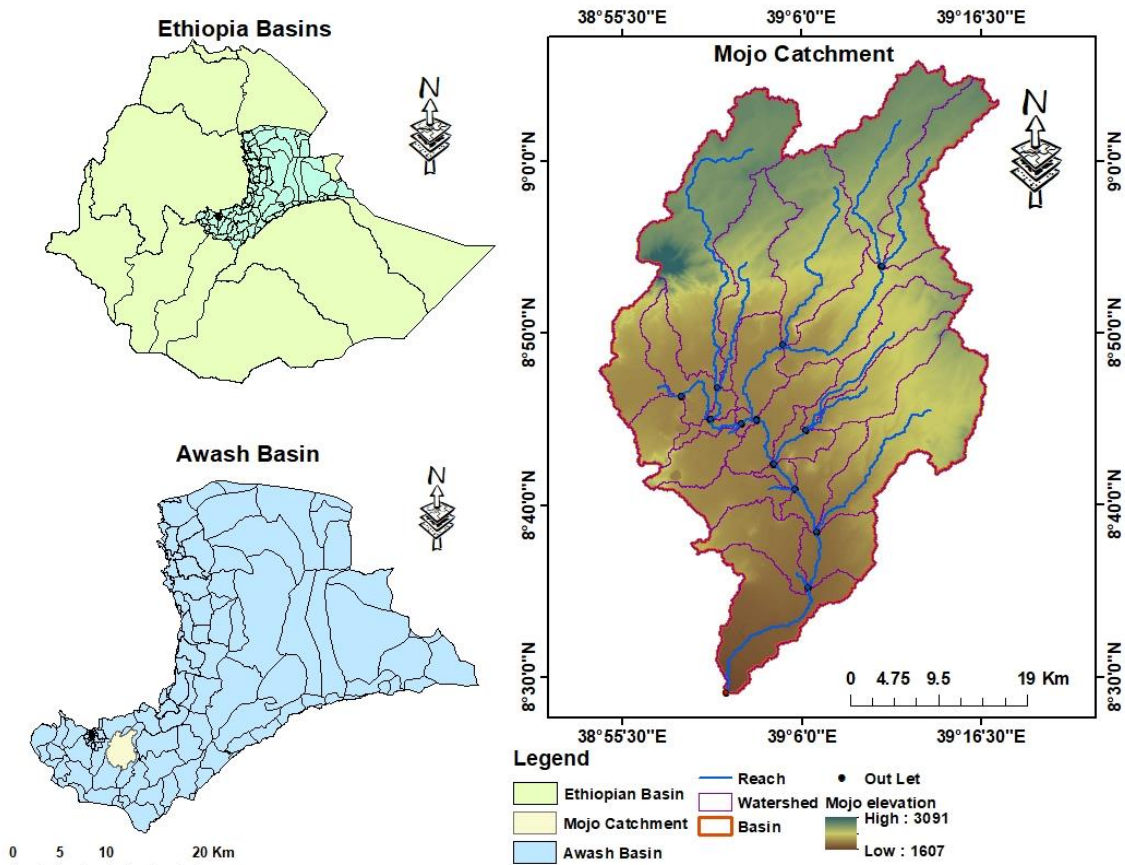 Ethiopia Basins
N
Awash Basin
N
0 5 10 20 Km
38°55'30"E 39°6'0"E 39°16'30"E
Mojo Catchment
N
9°0'0"N 9°0'0"N
8°50'0"N 8°50'0"N
8°40'0"N 8°40'0"N
8°30'0"N 8°30'0"N
0 4.75 9.5 19 Km
38°55'30"E 39°6'0"E 39°16'30"E
Legend
Ethiopian Basin
Mojo Catchment
Awash Basin
Reach
Watershed
Basin
Out Let
Mojo elevation
High : 3091
Low : 1607